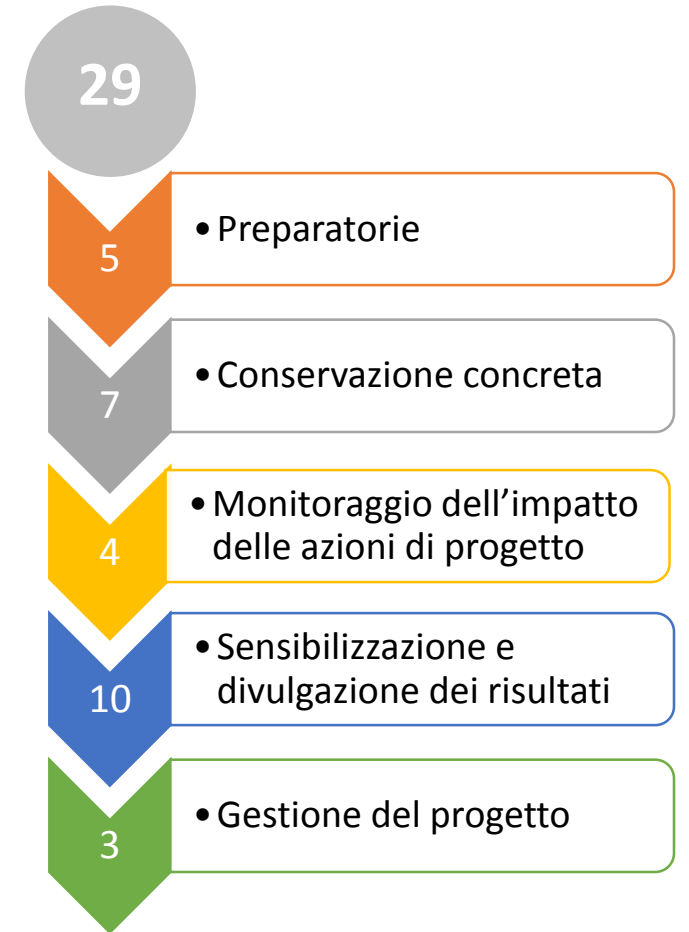 29
5
• Preparatorie
7
• Conservazione concreta
4
• Monitoraggio dell’impatto
delle azioni di progetto
10
• Sensibilizzazione e
divulgazione dei risultati
3
• Gestione del progetto